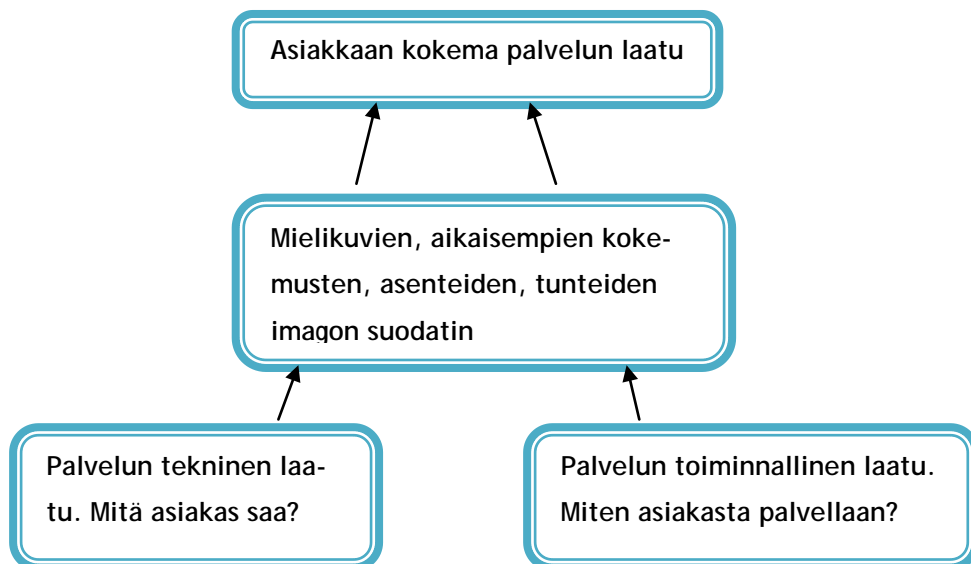 Asiakkaan kokema palvelun laatu
Mielikuvien, aikaisempien koke-
musten, asenteiden, tunteiden
imagon suodatin
Palvelun tekninen laa-
tu. Mitä asiakas saa?
Palvelun toiminnallinen laatu.
Miten asiakasta palvellaan?